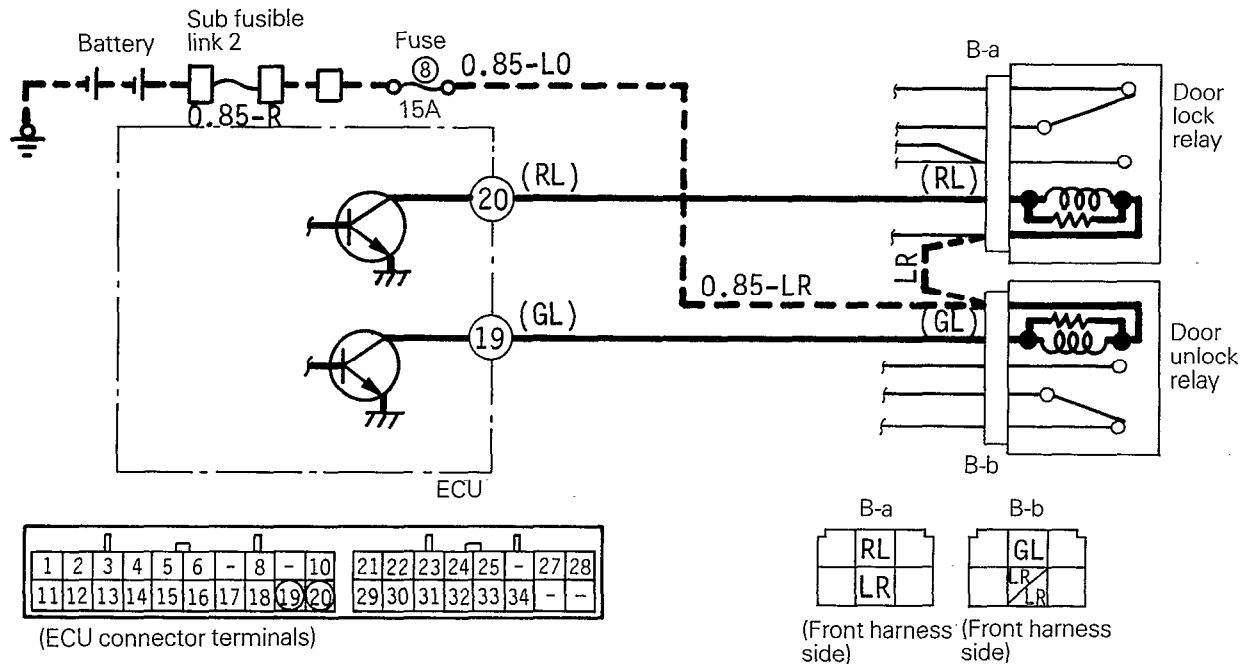 Sub fusible
link 2
Battery
Fuse
8
15A
0.85-R
0.85-LO
B-a
Door
lock
relay
20
(RL)
(RL)
LR
0.85-LR
19
(GL)
(GL)
Door
unlock
relay
B-b
ECU
1 2 3 4 5 6 - 8 - 10 21 22 23 24 25 - 27 28
11 12 13 14 15 16 17 18 19 20 29 30 31 32 33 34 - -
(ECU connector terminals)
B-a
RL
LR
(Front harness
side)
B-b
GL
LR
LR
(Front harness
side)